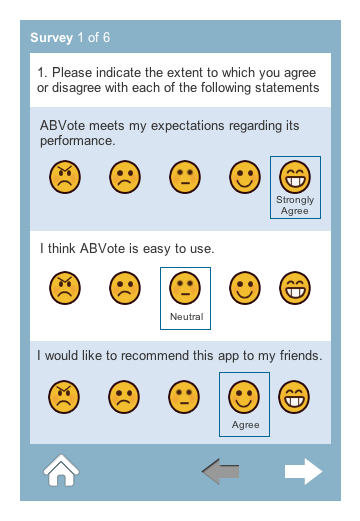 Survey 1 of 6
1. Please indicate the extent to which you agree
or disagree with each of the following statements
ABVote meets my expectations regarding its
performance.
Strongly
Agree
I think ABVote is easy to use.
Neutral
I would like to recommend this app to my friends.
Agree